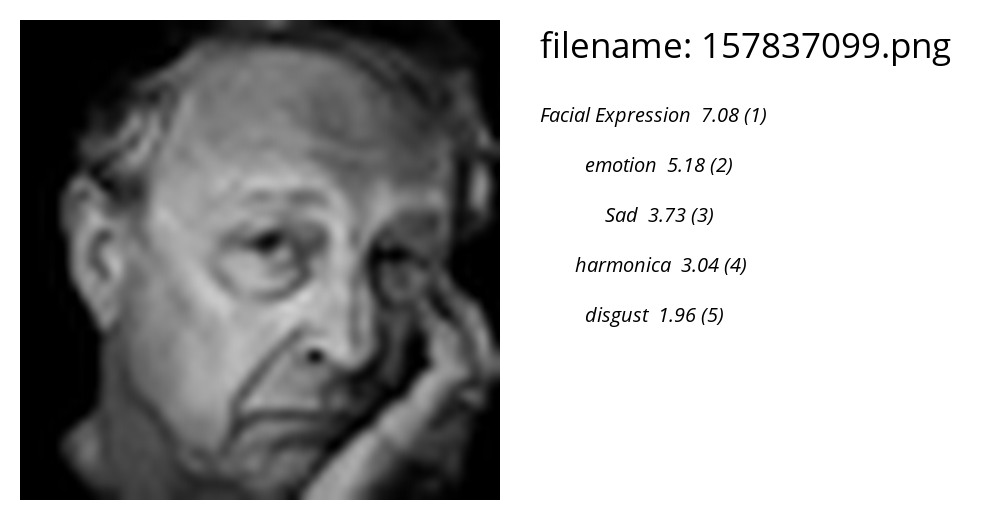 filename: 157837099.png
Facial Expression 7.08 (1)
emotion 5.18 (2)
Sad 3.73 (3)
harmonica 3.04 (4)
disgust 1.96 (5)